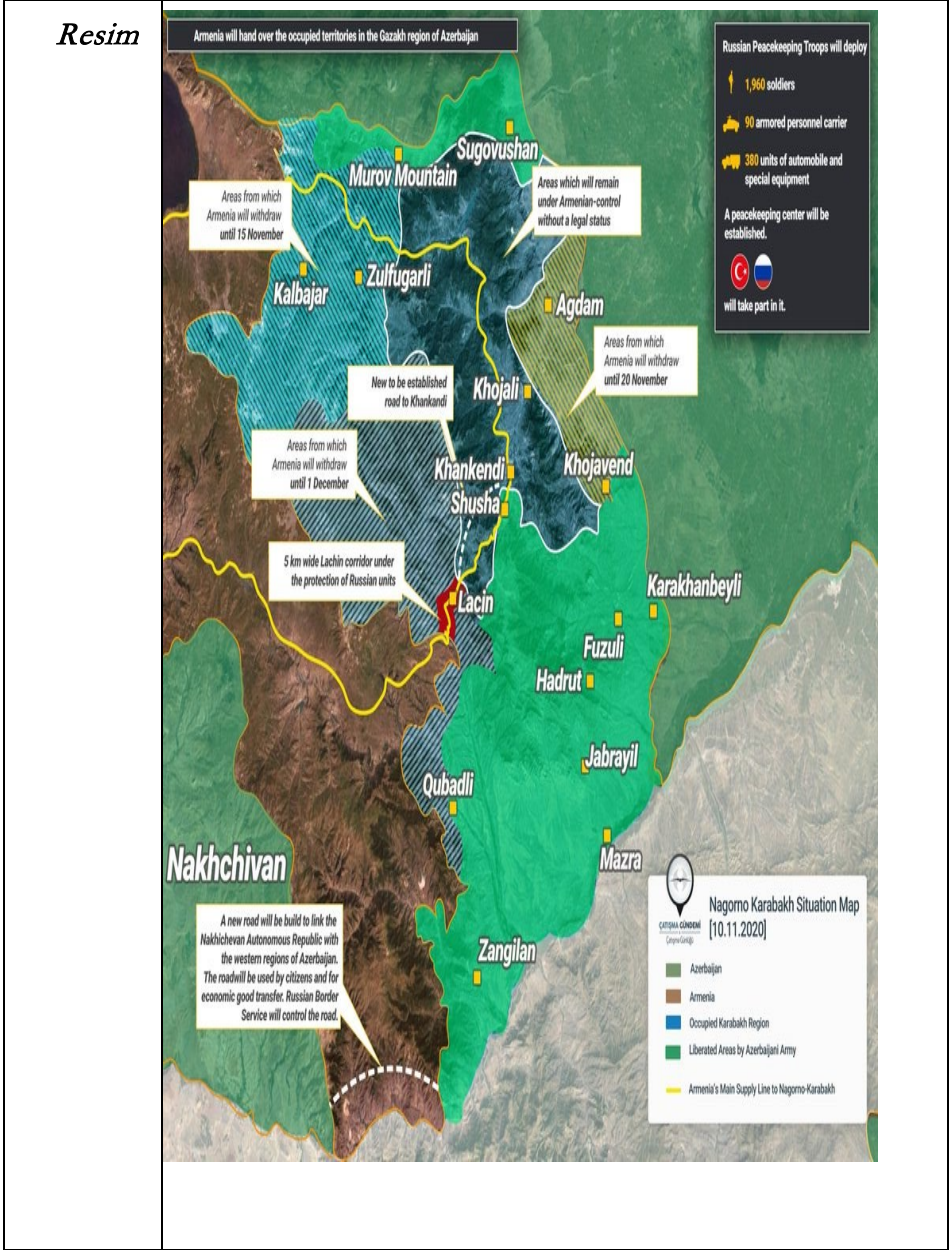 Resim
Armenia will hand over the occupied territories in the Gazakh region of Azerbaijan
Russian Peacekeeping Troops will deploy
1,960 soldiers
90 armored personnel carrier
380 units of automobile and
special equipment
A peacekeeping center will be
established.
will take part in it.
Sugovushan
Murov Mountain
Areas from which
Armenia will withdraw
until 15 November
Areas which will remain
under Armenian-control
without a legal status
Kalbajar
Zulfugarli
Agdam
Areas from which
Armenia will withdraw
until 20 November
New to be established
road to Khankandi
Khojali
Areas from which
Armenia will withdraw
until 1 December
Khankendi
Khojavend
Shusha
5 km wide Lachin corridor under
the protection of Russian units
Lacin
Karakhanbeyli
Fuzuli
Hadrut
Jabrayil
Qubadli
Mazra
Nakhchivan
A new road will be build to link the
Nakhichevan Autonomous Republic with
the western regions of Azerbaijan.
The roadwill be used by citizens and for
economic good transfer. Russian Border
Service will control the road.
Zangilan
ÇATIŞMA GÜNDEMİ
Nagorno Karabakh Situation Map
[10.11.2020]
Azerbaijan
Armenia
Occupied Karabakh Region
Liberated Areas by Azerbaijani Army
Armenia's Main Supply Line to Nagorno-Karabakh